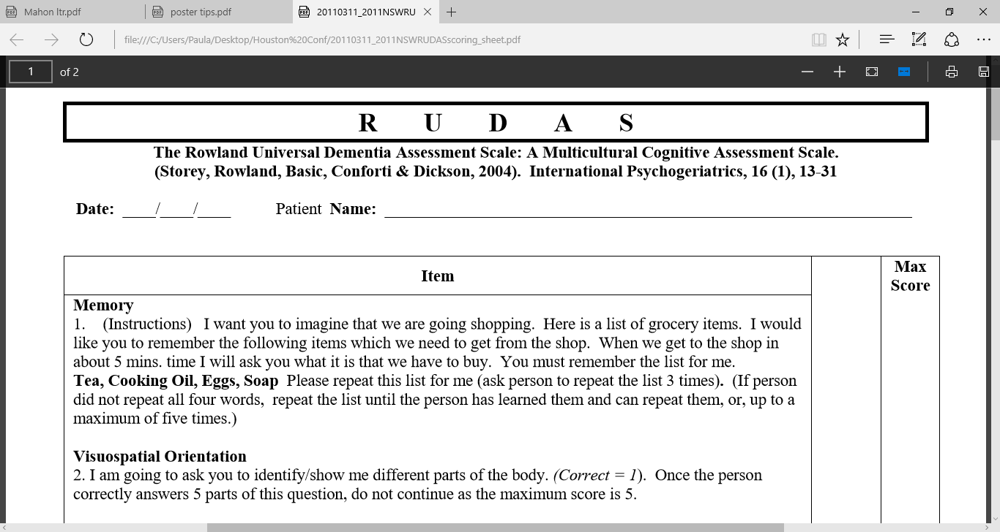 Mahon ltr.pdf poster tips.pdf 20110311_2011NSWRU
file:///C:/Users/Paula/Desktop/Houston%20Conf/20110311_2011NSWRUDASscoring_sheet.pdf
1 of 2
R U D A S
The Rowland Universal Dementia Assessment Scale: A Multicultural Cognitive Assessment Scale.
(Storey, Rowland, Basic, Conforti & Dickson, 2004). International Psychogeriatrics, 16 (1), 13-31
Date: ____/____/____ Patient Name: ______________________________
Item
Max
Score
Memory
1. (Instructions) I want you to imagine that we are going shopping. Here is a list of grocery items. I would
like you to remember the following items which we need to get from the shop. When we get to the shop in
about 5 mins. time I will ask you what it is that we have to buy. You must remember the list for me.
Tea, Cooking Oil, Eggs, Soap Please repeat this list for me (ask person to repeat the list 3 times). (If person
did not repeat all four words, repeat the list until the person has learned them and can repeat them, or, up to a
maximum of five times.)
Visuospatial Orientation
2. I am going to ask you to identify/show me different parts of the body. (Correct = 1). Once the person
correctly answers 5 parts of this question, do not continue as the maximum score is 5.